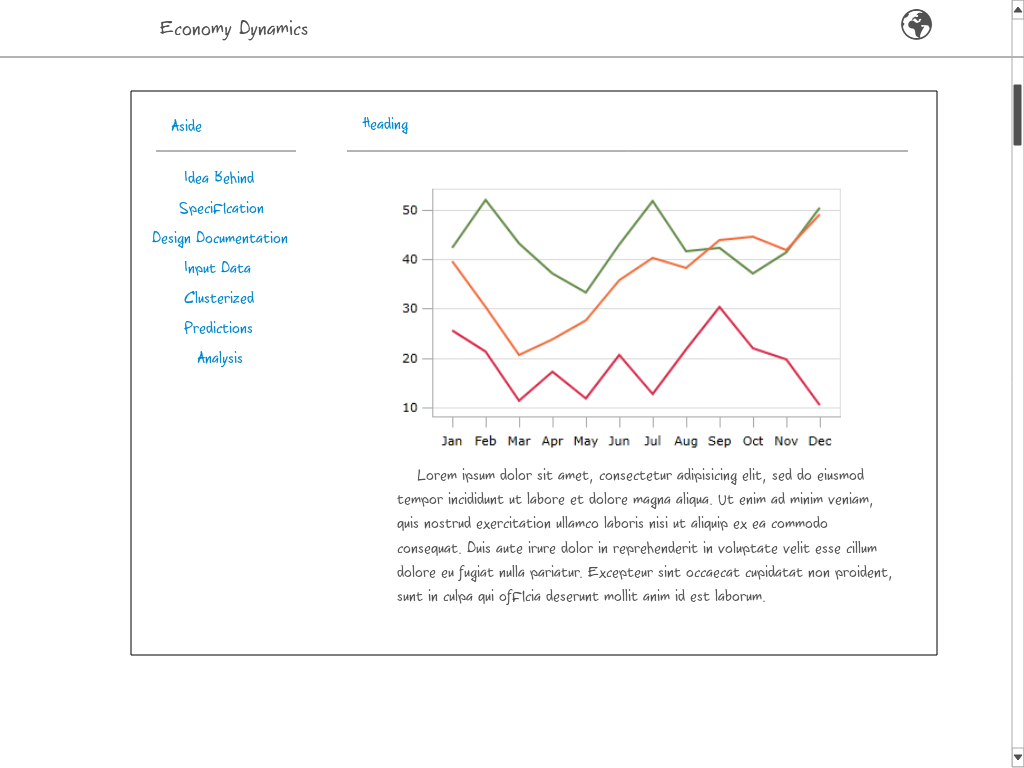 Economy Dynamics
Aside
Idea Behind
Specification
Design Documentation
Input Data
Clusterized
Predictions
Analysis
Heading
50
40
30
20
10
Jan Feb Mar Apr May Jun Jul Aug Sep Oct Nov Dec
Lorem ipsum dolor sit amet, consectetur adipisicing elit, sed do eiusmod
tempor incididunt ut labore et dolore magna aliqua. Ut enim ad minim veniam,
quis nostrud exercitation ullamco laboris nisi ut aliquip ex ea commodo
consequat. Duis aute irure dolor in reprehenderit in voluptate velit esse cillum
dolore eu fugiat nulla pariatur. Excepteur sint occaecat cupidatat non proident,
sunt in culpa qui officia deserunt mollit anim id est laborum.